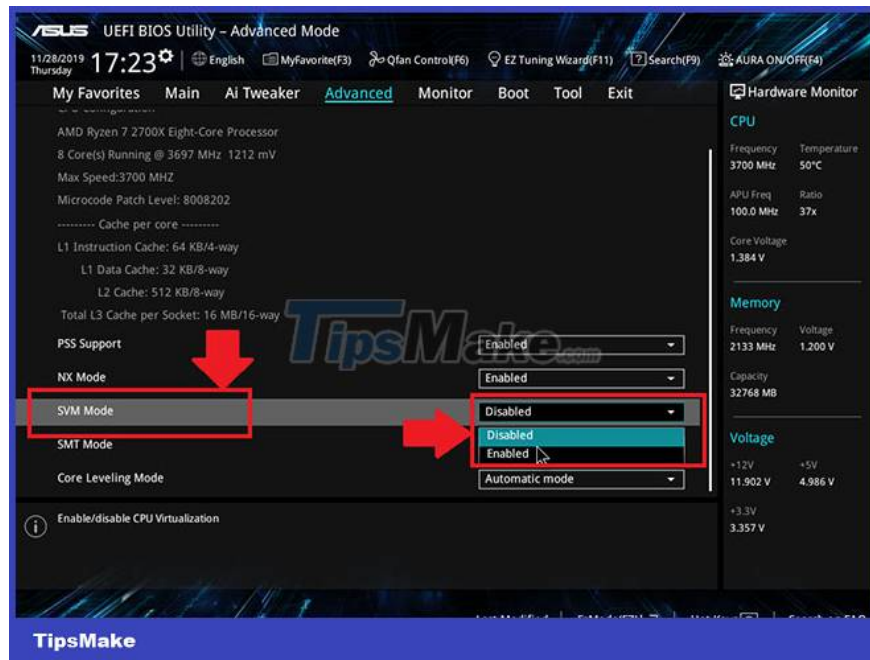 ASUS UEFI BIOS Utility – Advanced Mode
11/28/2019 Thursday 17:23 English MyFavorite(F3) Qfan Control(F6) EZ Tuning Wizard(F11) Search(F9) AURA ON/OFF(F4)
My Favorites Main Ai Tweaker Advanced Monitor Boot Tool Exit
AMD Ryzen 7 2700X Eight-Core Processor
8 Core(s) Running @ 3697 MHz 1212 mV
Max Speed:3700 MHZ
Microcode Patch Level: 8008202
--------- Cache per core ---------
L1 Instruction Cache: 64 KB/4-way
L1 Data Cache: 32 KB/8-way
L2 Cache: 512 KB/8-way
Total L3 Cache per Socket: 16 MB/16-way
TipsMake.com
PSS Support Enabled
NX Mode Enabled
SVM Mode Disabled
Disabled
Enabled
SMT Mode
Core Leveling Mode Automatic mode
Enable/disable CPU Virtualization
Hardware Monitor
CPU
Frequency Temperature
3700 MHz 50°C
APU Freq Ratio
100.0 MHz 37x
Core Voltage
1.384 V
Memory
Frequency Voltage
2133 MHz 1.200 V
Capacity
32768 MB
Voltage
+12V +5V
11.902 V 4.986 V
+3.3V
3.357 V
TipsMake